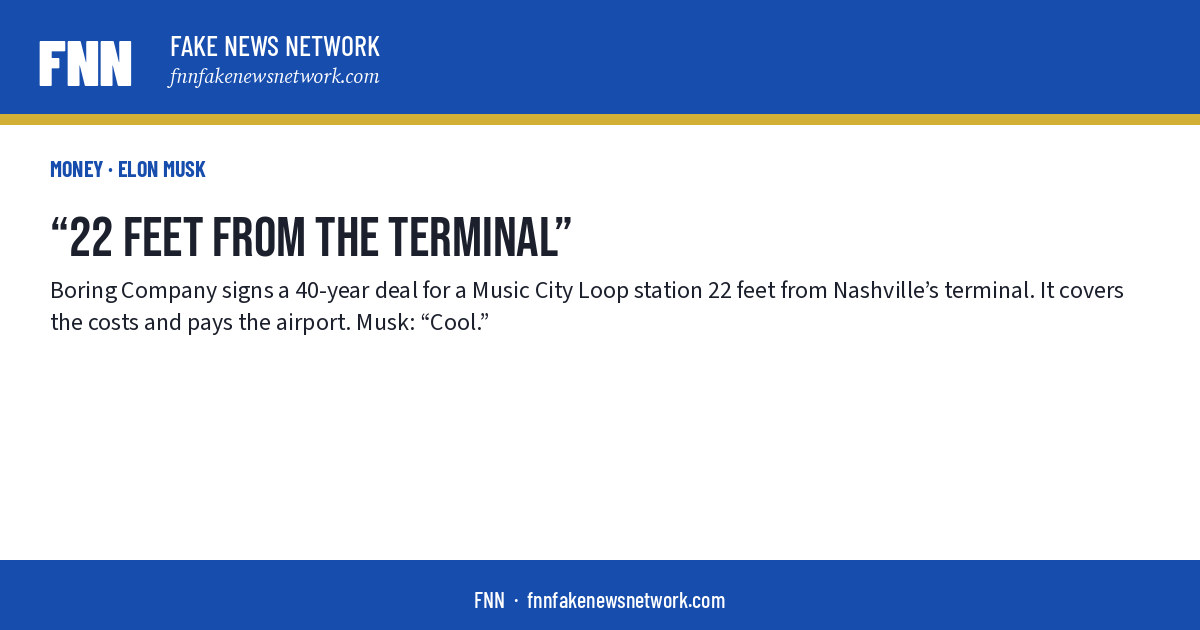 FNN
FAKE NEWS NETWORK
fnnfakenewsnetwork.com
MONEY · ELON MUSK
“22 FEET FROM THE TERMINAL”
Boring Company signs a 40-year deal for a Music City Loop station 22 feet from Nashville’s terminal. It covers
the costs and pays the airport. Musk: “Cool.”
FNN · fnnfakenewsnetwork.com